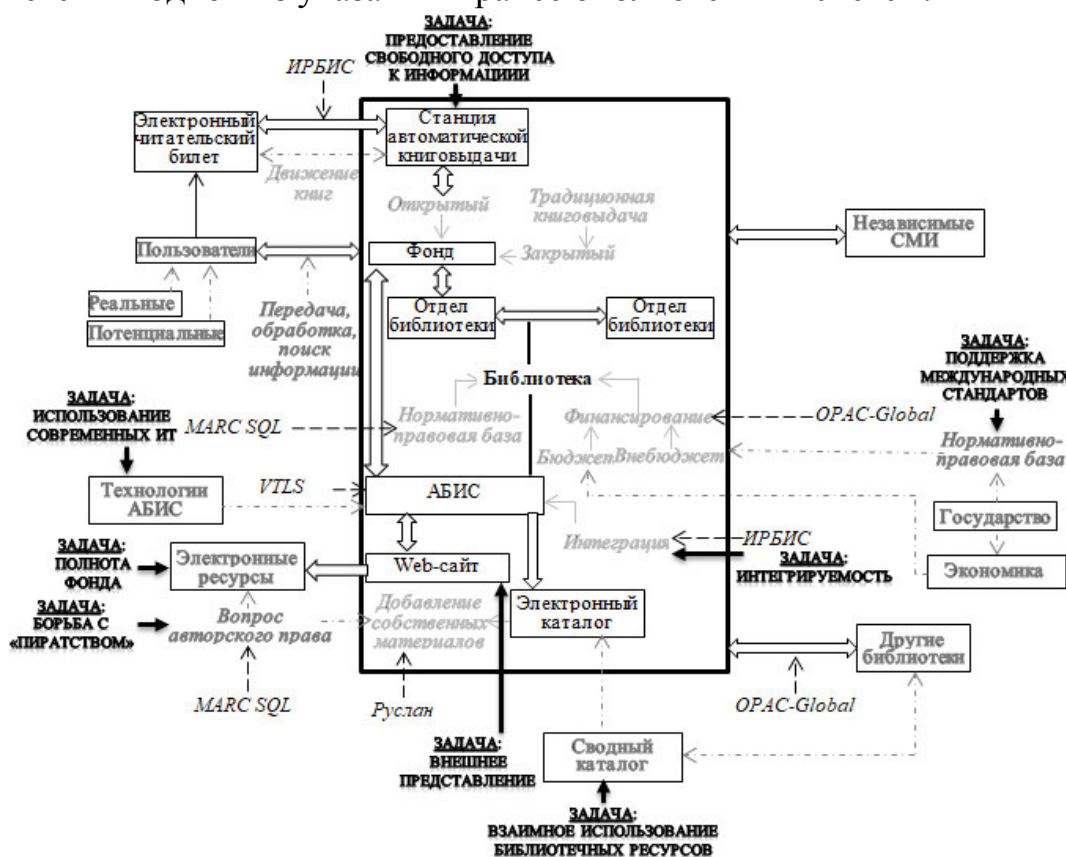 ЗАДАЧА:
ПРЕДОСТАВЛЕНИЕ
СВОБОДНОГО ДОСТУПА
К ИНФОРМАЦИИИ
ИРБИС
Электронный
читательский
билет
Станция
автоматической
книговыдачи
Движение
книг
Открытый
Традиционная
книговыдача
Независимые
СМИ
Пользователи
Фонд
Закрытый
Реальные
Потенциальные
Передача,
обработка,
поиск
информации
Отдел
библиотеки
Отдел
библиотеки
ЗАДАЧА:
ПОДДЕРЖКА
МЕЖДУНАРОДНЫХ
СТАНДАРТОВ
Библиотека
ЗАДАЧА:
ИСПОЛЬЗОВАНИЕ
СОВРЕМЕННЫХ ИТ
MARC SQL
Нормативно-
правовая база
Финансирование
OPAC-Global
Бюджет
Внебюджет
Нормативно-
правовая база
Технологии
АБИС
VTLS
АБИС
Государство
ЗАДАЧА:
ПОЛНОТА
ФОНДА
Электронные
ресурсы
Web-сайт
Интеграция
ИРБИС
ЗАДАЧА:
ИНТЕГРИРУЕМОСТЬ
Экономика
ЗАДАЧА:
БОРЬБА С
«ПИРАТСТВОМ»
Вопрос
авторского права
Добавление
собственных
материалов
Электронный
каталог
Другие
библиотеки
MARC SQL
Руслан
OPAC-Global
ЗАДАЧА:
ВНЕШНЕЕ
ПРЕДСТАВЛЕНИЕ
Сводный
каталог
ЗАДАЧА:
ВЗАИМНОЕ ИСПОЛЬЗОВАНИЕ
БИБЛИОТЕЧНЫХ РЕСУРСОВ